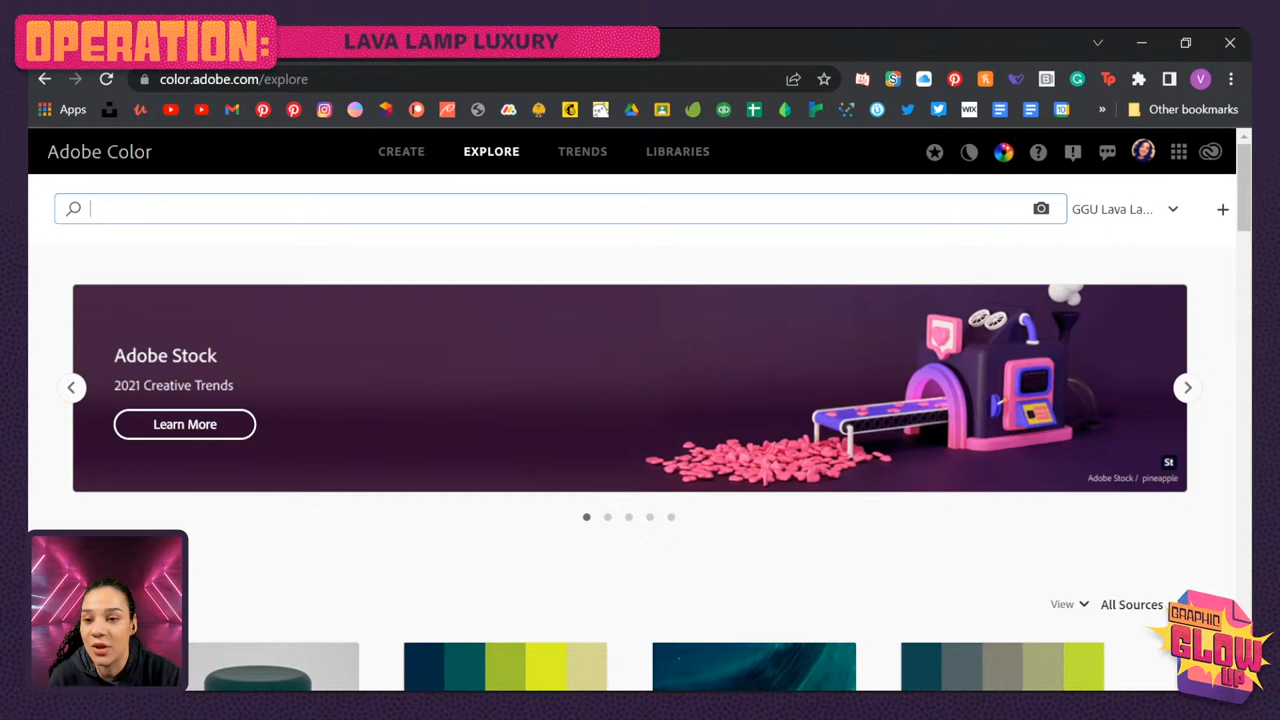 OPERATION:
LAVA LAMP LUXURY
color.adobe.com/explore
Apps
Other bookmarks
Adobe Color
CREATE
EXPLORE
TRENDS
LIBRARIES
GGU Lava La...
Adobe Stock
2021 Creative Trends
Learn More
St
Adobe Stock / pineapple
View
All Sources
GRAPHIC
GLOW
UP